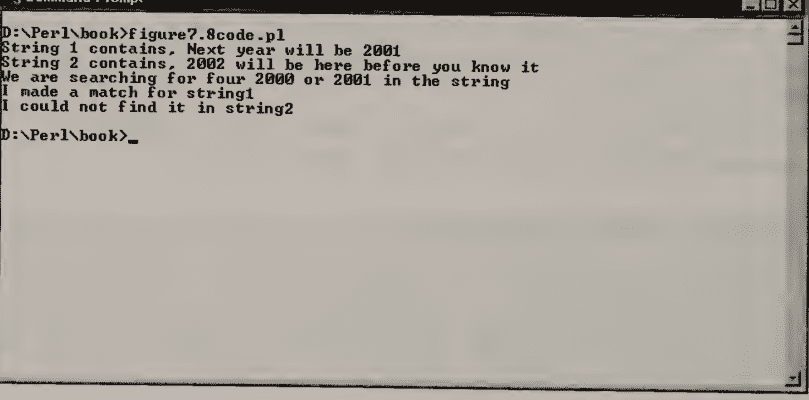 Command Prompt
D:\Perl\book>figure7.8code.pl
String 1 contains, Next year will be 2001
String 2 contains, 2002 will be here before you know it
We are searching for four 2000 or 2001 in the string
I made a match for string1
I could not find it in string2
D:\Perl\book>_